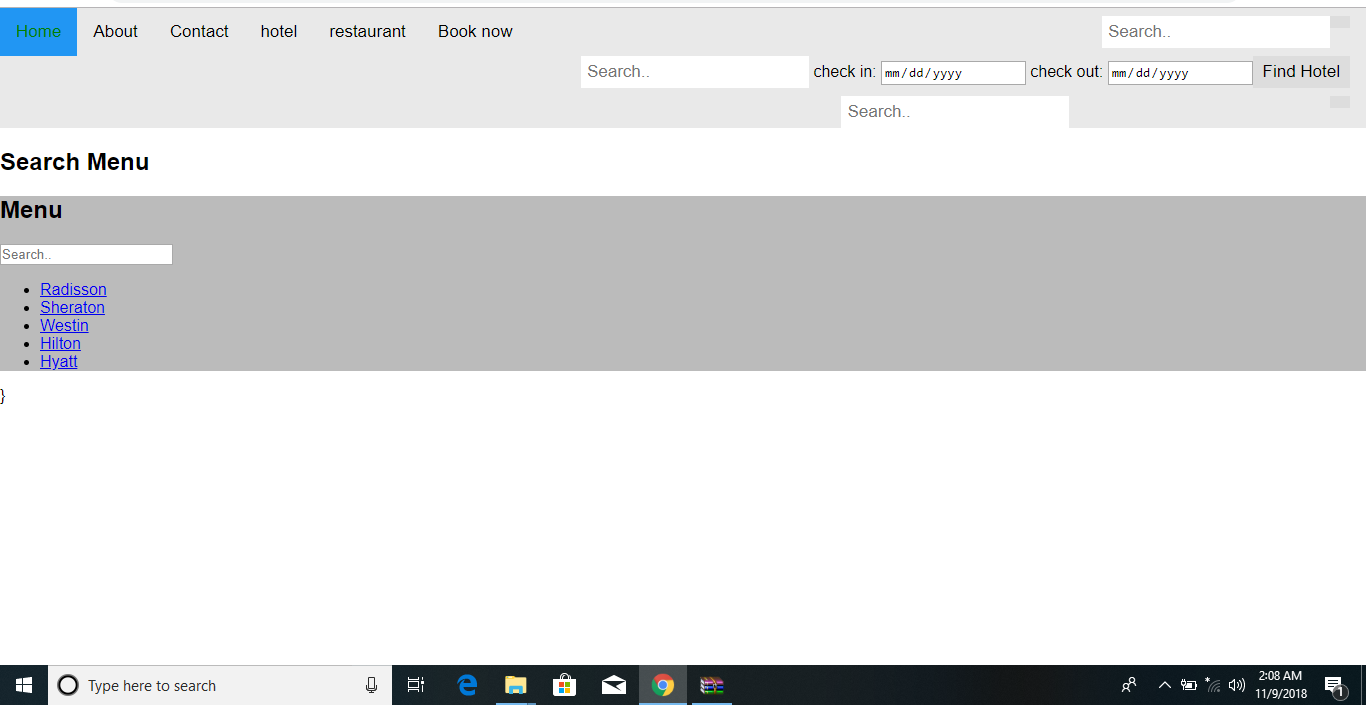 Home About Contact hotel restaurant Book now Search..
Search.. check in: mm/dd/yyyy check out: mm/dd/yyyy Find Hotel
Search..
Search Menu
Menu
Search..
Radisson
Sheraton
Westin
Hilton
Hyatt
}
Type here to search
2:08 AM
11/9/2018
1